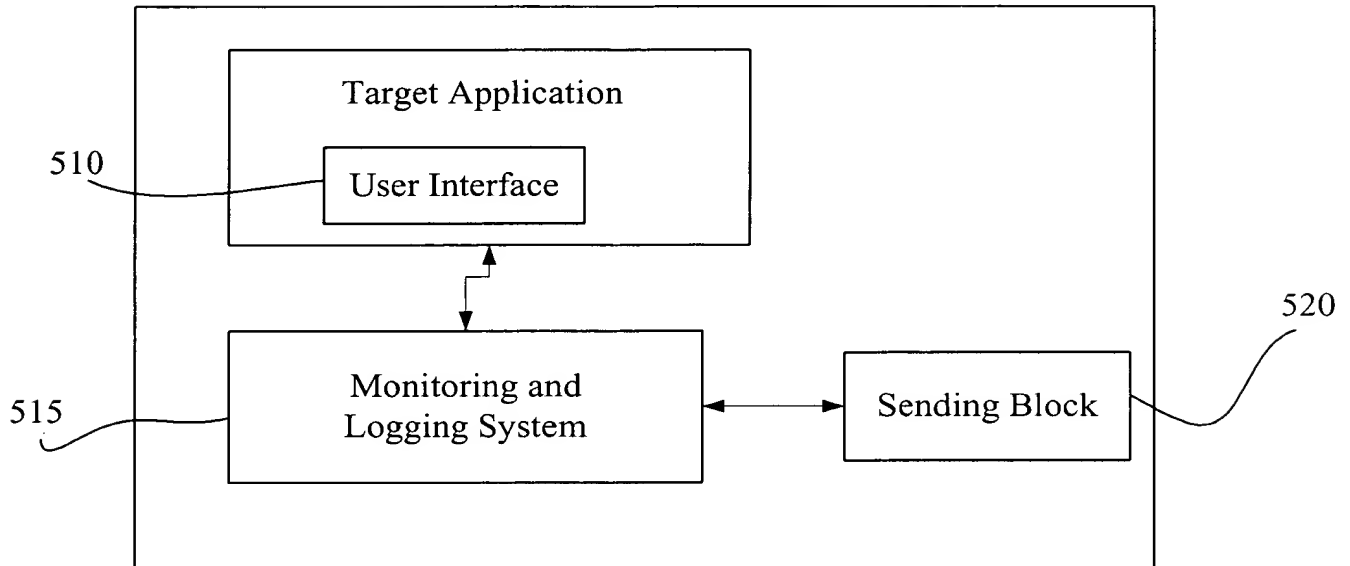 Target Application
510
User Interface
520
Monitoring and
Logging System
515
Sending Block